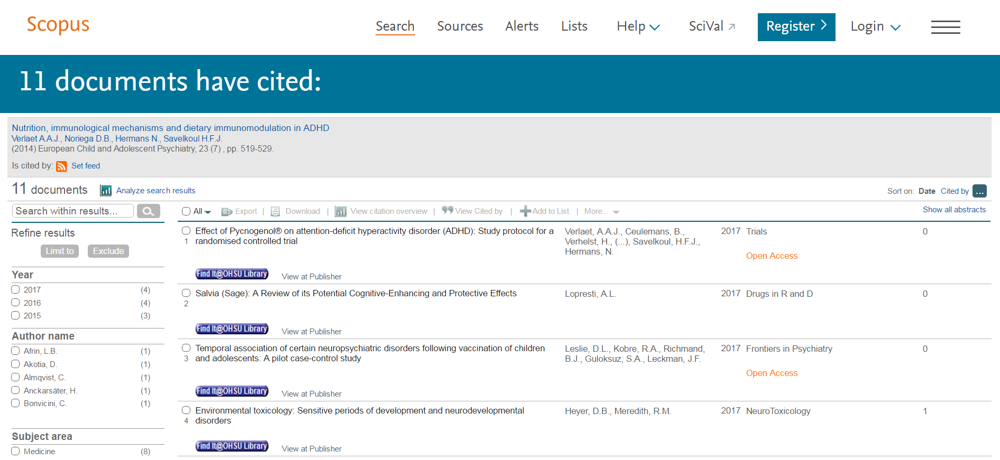 Scopus
Search Sources Alerts Lists Help SciVal Register Login
11 documents have cited:
Nutrition, immunological mechanisms and dietary immunomodulation in ADHD
Verlaet A.A.J., Noriega D.B., Hermans N., Savelkoul H.F.J.
(2014) European Child and Adolescent Psychiatry, 23 (7) , pp. 519-529.
Is cited by: Set feed
11 documents Analyze search results Sort on: Date Cited by ...
Search within results...
All Export | Download | View citation overview | View Cited by | Add to List | More... Show all abstracts
Refine results
Limit to Exclude
Year
2017 (4)
2016 (4)
2015 (3)
Author name
Afrin, L.B. (1)
Akotia, D. (1)
Almqvist, C. (1)
Anckarsäter, H. (1)
Bonvicini, C. (1)
Subject area
Medicine (8)
Effect of Pycnogenol® on attention-deficit hyperactivity disorder (ADHD): Study protocol for a Verlaet, A.A.J., Ceulemans, B., 2017 Trials 0
1 randomised controlled trial Verhelst, H., (...), Savelkoul, H.F.J.,
Hermans, N.
Open Access
Find It@OHSU Library View at Publisher
Salvia (Sage): A Review of its Potential Cognitive-Enhancing and Protective Effects Lopresti, A.L. 2017 Drugs in R and D 0
2
Find It@OHSU Library View at Publisher
Temporal association of certain neuropsychiatric disorders following vaccination of children Leslie, D.L., Kobre, R.A., Richmand, 2017 Frontiers in Psychiatry 0
3 and adolescents: A pilot case-control study B.J., Guloksuz, S.A., Leckman, J.F.
Open Access
Find It@OHSU Library View at Publisher
Environmental toxicology: Sensitive periods of development and neurodevelopmental Heyer, D.B., Meredith, R.M. 2017 NeuroToxicology 1
4 disorders
Find It@OHSU Library View at Publisher